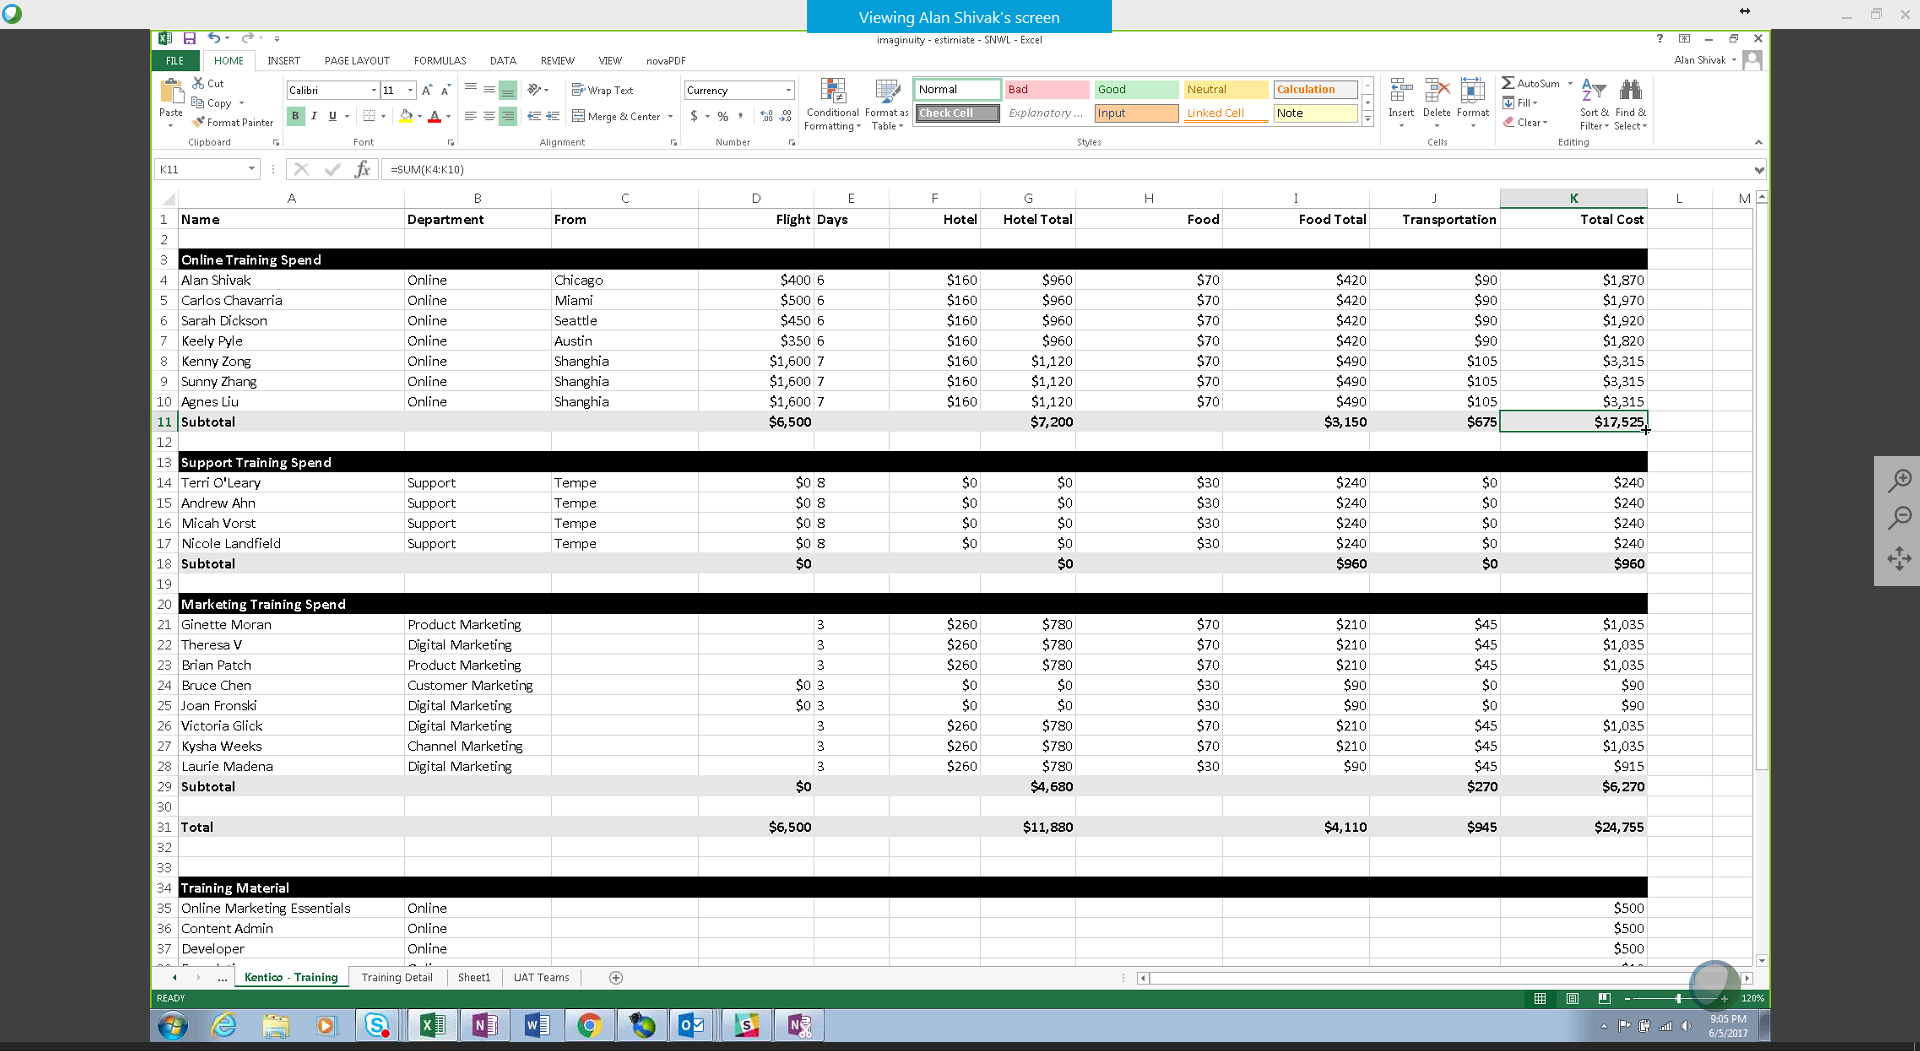 Viewing Alan Shivak's screen
imaginuity - estimiate - SNWL - Excel
FILE HOME INSERT PAGE LAYOUT FORMULAS DATA REVIEW VIEW novaPDF Alan Shivak
Paste Cut Copy Format Painter Clipboard
Calibri 11 B I U Font
Wrap Text Merge & Center Alignment
Currency $ % , Number
Conditional Formatting Format as Table
Normal Bad Good Neutral Calculation
Check Cell Explanatory ... Input Linked Cell Note
Styles
Insert Delete Format Cells
AutoSum Fill Clear Sort & Filter Find & Select Editing
K11 fx =SUM(K4:K10)
A B C D E F G H I J K L M
1 Name Department From Flight Days Hotel Hotel Total Food Food Total Transportation Total Cost
2
3 Online Training Spend
4 Alan Shivak Online Chicago $400 6 $160 $960 $70 $420 $90 $1,870
5 Carlos Chavarria Online Miami $500 6 $160 $960 $70 $420 $90 $1,970
6 Sarah Dickson Online Seattle $450 6 $160 $960 $70 $420 $90 $1,920
7 Keely Pyle Online Austin $350 6 $160 $960 $70 $420 $90 $1,820
8 Kenny Zong Online Shanghia $1,600 7 $160 $1,120 $70 $490 $105 $3,315
9 Sunny Zhang Online Shanghia $1,600 7 $160 $1,120 $70 $490 $105 $3,315
10 Agnes Liu Online Shanghia $1,600 7 $160 $1,120 $70 $490 $105 $3,315
11 Subtotal $6,500 $7,200 $3,150 $675 $17,525
12
13 Support Training Spend
14 Terri O'Leary Support Tempe $0 8 $0 $0 $30 $240 $0 $240
15 Andrew Ahn Support Tempe $0 8 $0 $0 $30 $240 $0 $240
16 Micah Vorst Support Tempe $0 8 $0 $0 $30 $240 $0 $240
17 Nicole Landfield Support Tempe $0 8 $0 $0 $30 $240 $0 $240
18 Subtotal $0 $0 $960 $0 $960
19
20 Marketing Training Spend
21 Ginette Moran Product Marketing 3 $260 $780 $70 $210 $45 $1,035
22 Theresa V Digital Marketing 3 $260 $780 $70 $210 $45 $1,035
23 Brian Patch Product Marketing 3 $260 $780 $70 $210 $45 $1,035
24 Bruce Chen Customer Marketing $0 3 $0 $0 $30 $90 $0 $90
25 Joan Fronski Digital Marketing $0 3 $0 $0 $30 $90 $0 $90
26 Victoria Glick Digital Marketing 3 $260 $780 $70 $210 $45 $1,035
27 Kysha Weeks Channel Marketing 3 $260 $780 $70 $210 $45 $1,035
28 Laurie Madena Digital Marketing 3 $260 $780 $30 $90 $45 $915
29 Subtotal $0 $4,680 $270 $6,270
30
31 Total $6,500 $11,880 $4,110 $945 $24,755
32
33
34 Training Material
35 Online Marketing Essentials Online $500
36 Content Admin Online $500
37 Developer Online $500
... Kentico - Training Training Detail Sheet1 UAT Teams
READY 120%
9:05 PM
6/5/2017